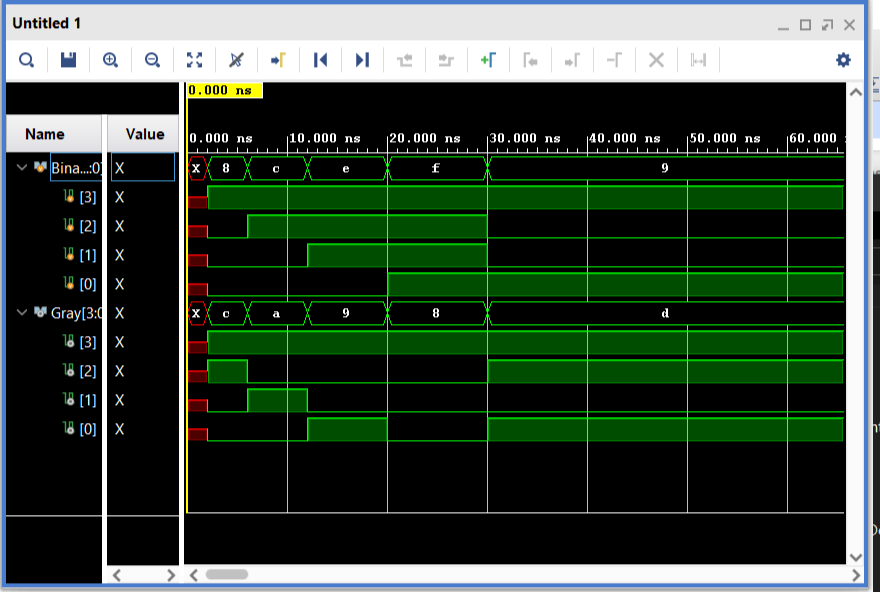 Untitled 1
0.000 ns
Name Value
0.000 ns 10.000 ns 20.000 ns 30.000 ns 40.000 ns 50.000 ns 60.000
Bina...:0] X X 8 c e f 9
[3] X
[2] X
[1] X
[0] X
Gray[3:0 X X c a 9 8 d
[3] X
[2] X
[1] X
[0] X